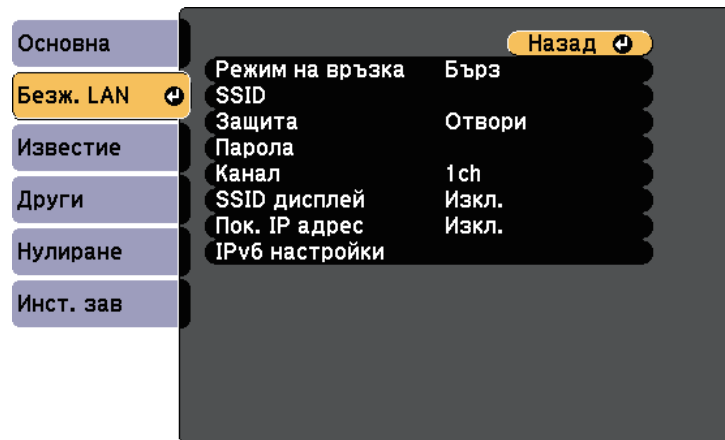 Основна
Безж. LAN
Известие
Други
Нулиране
Инст. зав
Назад
Режим на връзка Бърз
SSID
Защита Отвори
Парола
Канал 1ch
SSID дисплей Изкл.
Пок. IP адрес Изкл.
IPv6 настройки